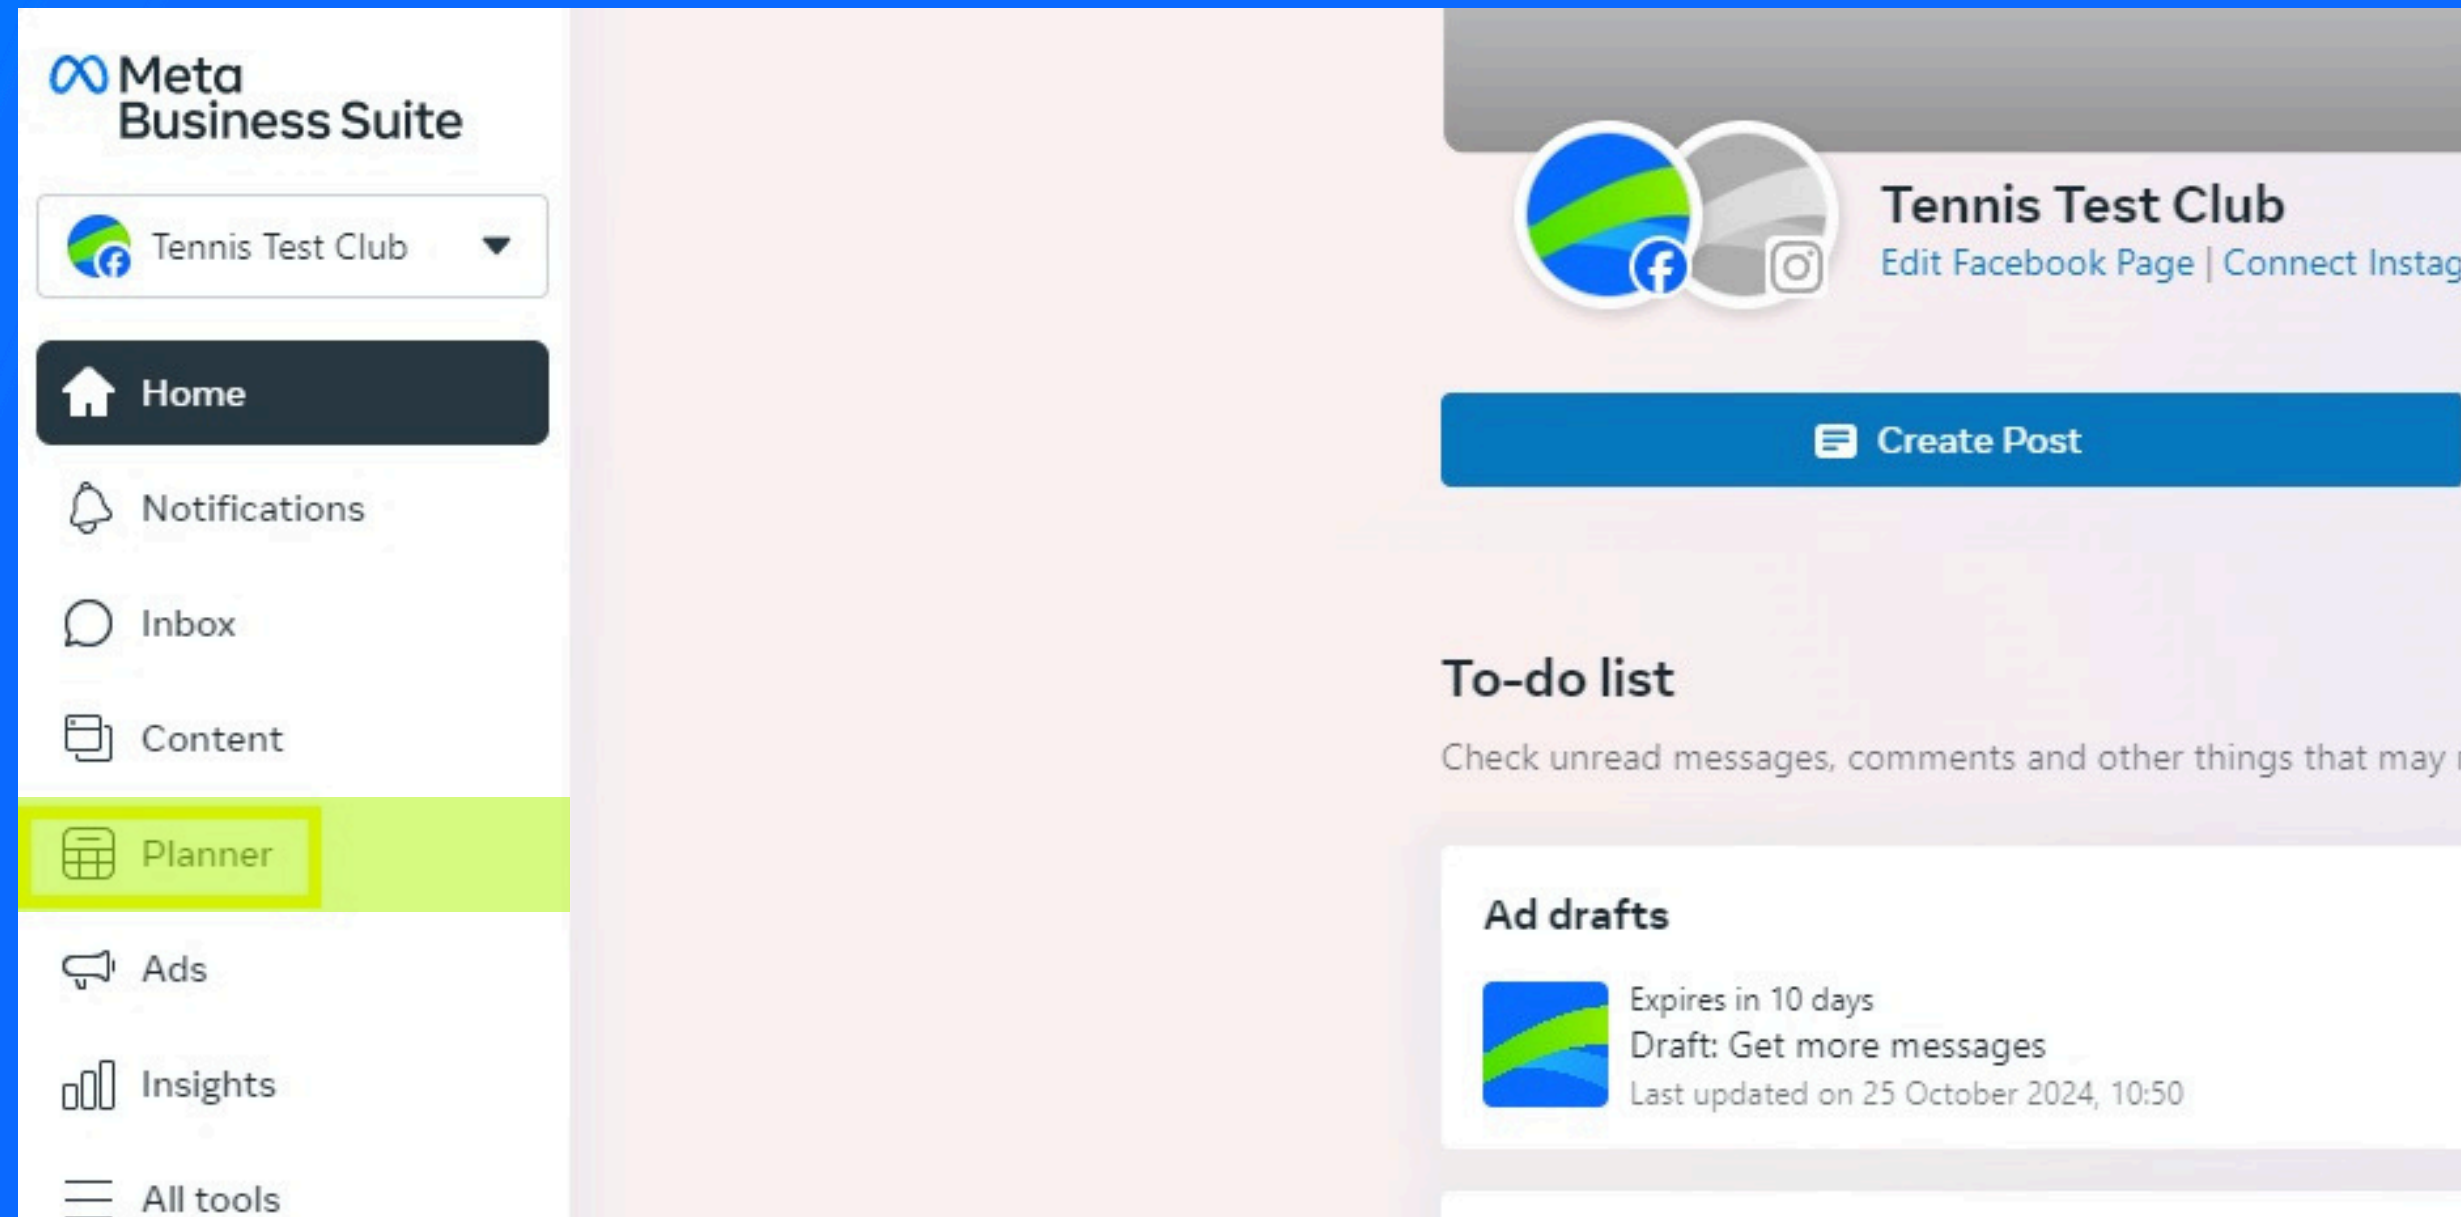 Meta
Business Suite
Tennis Test Club
Home
Notifications
Inbox
Content
Planner
Ads
Insights
All tools
Tennis Test Club
Edit Facebook Page | Connect Instag
Create Post
To-do list
Check unread messages, comments and other things that may
Ad drafts
Expires in 10 days
Draft: Get more messages
Last updated on 25 October 2024, 10:50